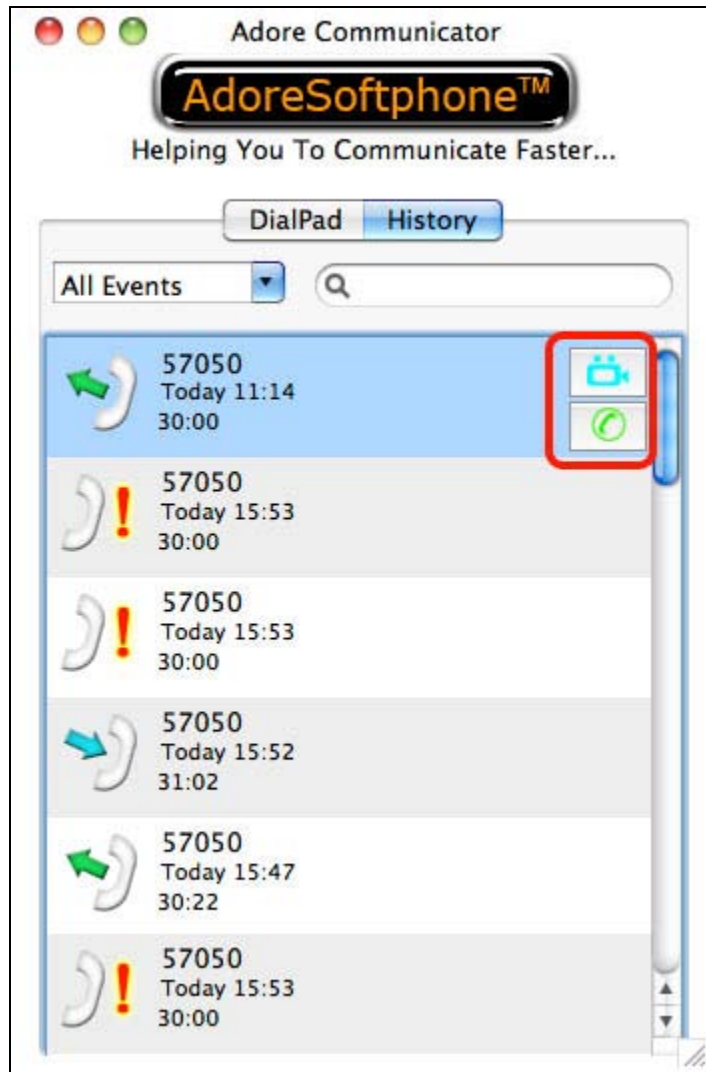 Adore Communicator
AdoreSoftphone™
Helping You To Communicate Faster...
DialPad History
All Events
57050
Today 11:14
30:00
57050
Today 15:53
30:00
57050
Today 15:53
30:00
57050
Today 15:52
31:02
57050
Today 15:47
30:22
57050
Today 15:53
30:00